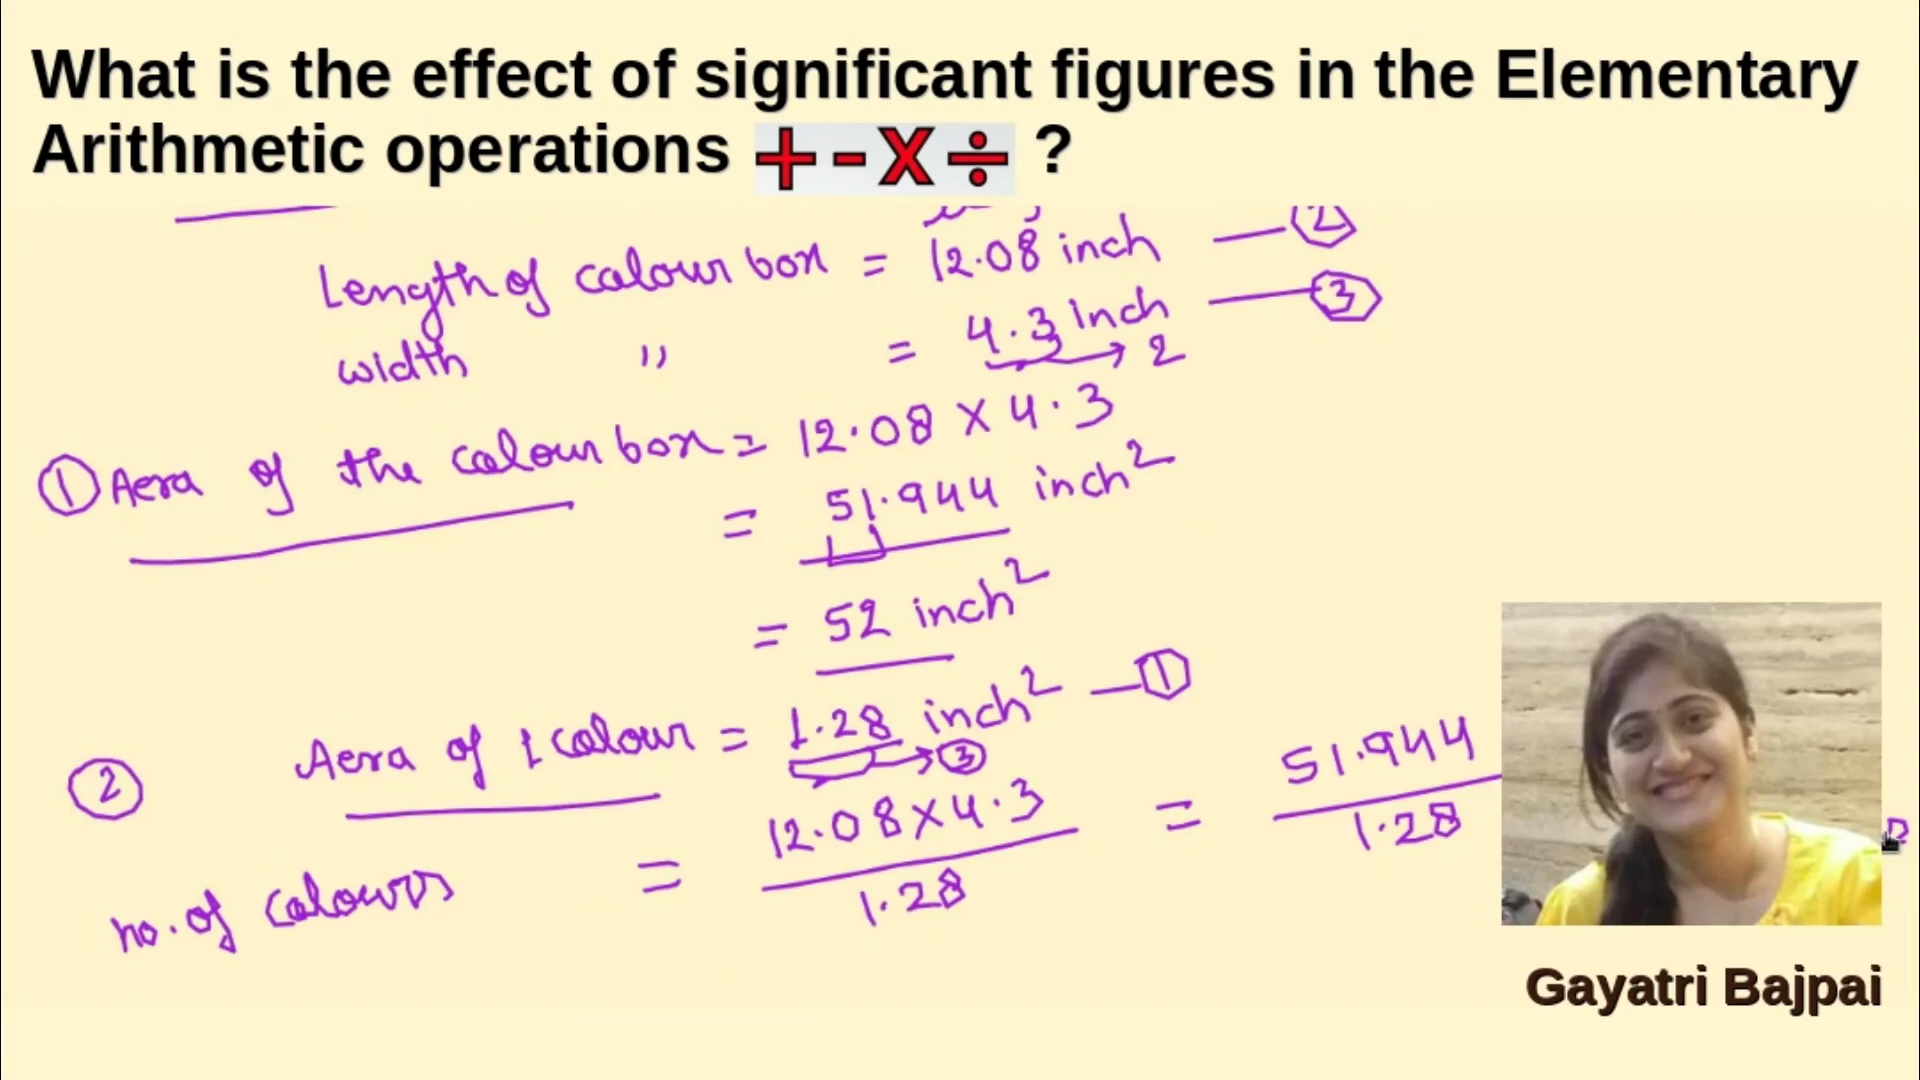 What is the effect of significant figures in the Elementary
Arithmetic operations + - x ÷ ?
Length of colour box = 12.08 inch — 2
width " = 4.3 inch — 3
→ 2
1 Aera of the colour box = 12.08 x 4.3
= 51.944 inch²
= 52 inch²
2 Aera of 1 colour = 1.28 inch² — 1
→ 3
no. of colours = 12.08 x 4.3 / 1.28 = 51.944 / 1.28
Gayatri Bajpai